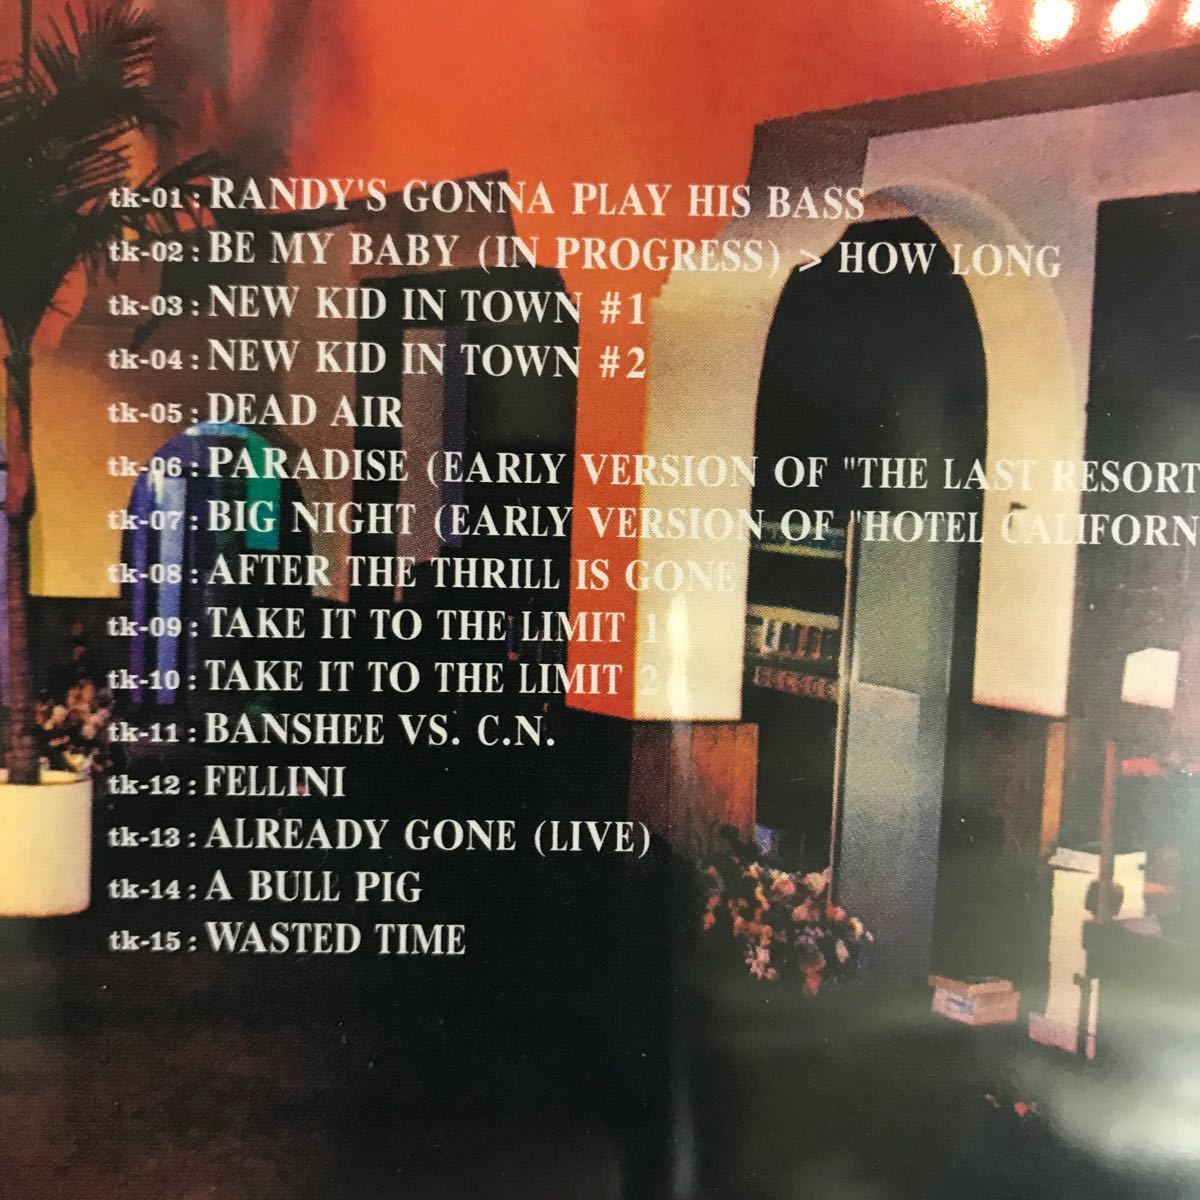 tk-01 : RANDY'S GONNA PLAY HIS BASS
tk-02 : BE MY BABY (IN PROGRESS) > HOW LONG
tk-03 : NEW KID IN TOWN #1
tk-04 : NEW KID IN TOWN #2
tk-05 : DEAD AIR
tk-06 : PARADISE (EARLY VERSION OF "THE LAST RESORT
tk-07 : BIG NIGHT (EARLY VERSION OF "HOTEL CALIFORN
tk-08 : AFTER THE THRILL IS GONE
tk-09 : TAKE IT TO THE LIMIT 1
tk-10 : TAKE IT TO THE LIMIT 2
tk-11 : BANSHEE VS. C.N.
tk-12 : FELLINI
tk-13 : ALREADY GONE (LIVE)
tk-14 : A BULL PIG
tk-15 : WASTED TIME